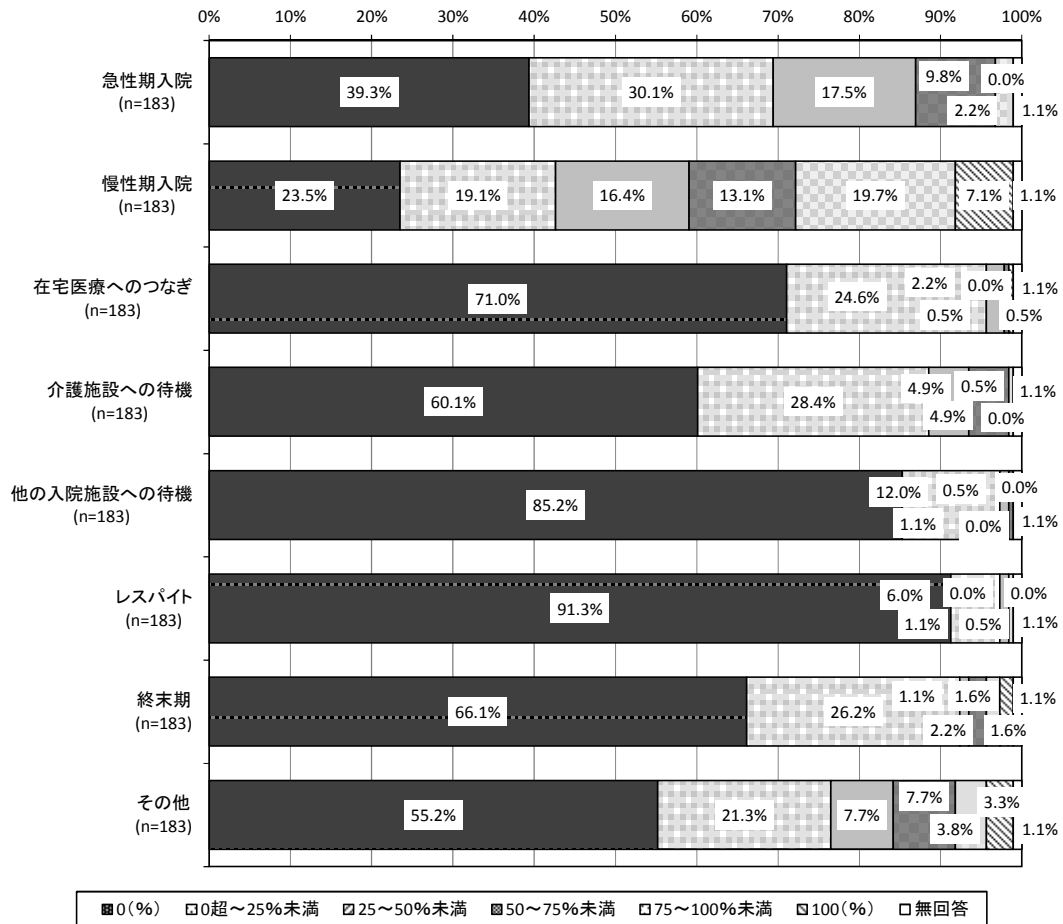 0% 10% 20% 30% 40% 50% 60% 70% 80% 90% 100%
急性期入院
(n=183)
39.3% 30.1% 17.5% 9.8% 2.2% 0.0% 1.1%
慢性期入院
(n=183)
23.5% 19.1% 16.4% 13.1% 19.7% 7.1% 1.1%
在宅医療へのつなぎ
(n=183)
71.0% 24.6% 2.2% 0.5% 0.0% 0.5% 1.1%
介護施設への待機
(n=183)
60.1% 28.4% 4.9% 4.9% 0.5% 0.0% 1.1%
他の入院施設への待機
(n=183)
85.2% 12.0% 1.1% 0.5% 0.0% 0.0% 1.1%
レスパイト
(n=183)
91.3% 6.0% 1.1% 0.0% 0.5% 0.0% 1.1%
終末期
(n=183)
66.1% 26.2% 1.1% 2.2% 1.6% 1.6% 1.1%
その他
(n=183)
55.2% 21.3% 7.7% 7.7% 3.8% 3.3% 1.1%
0(%) 0超～25%未満 25～50%未満 50～75%未満 75～100%未満 100(%) 無回答